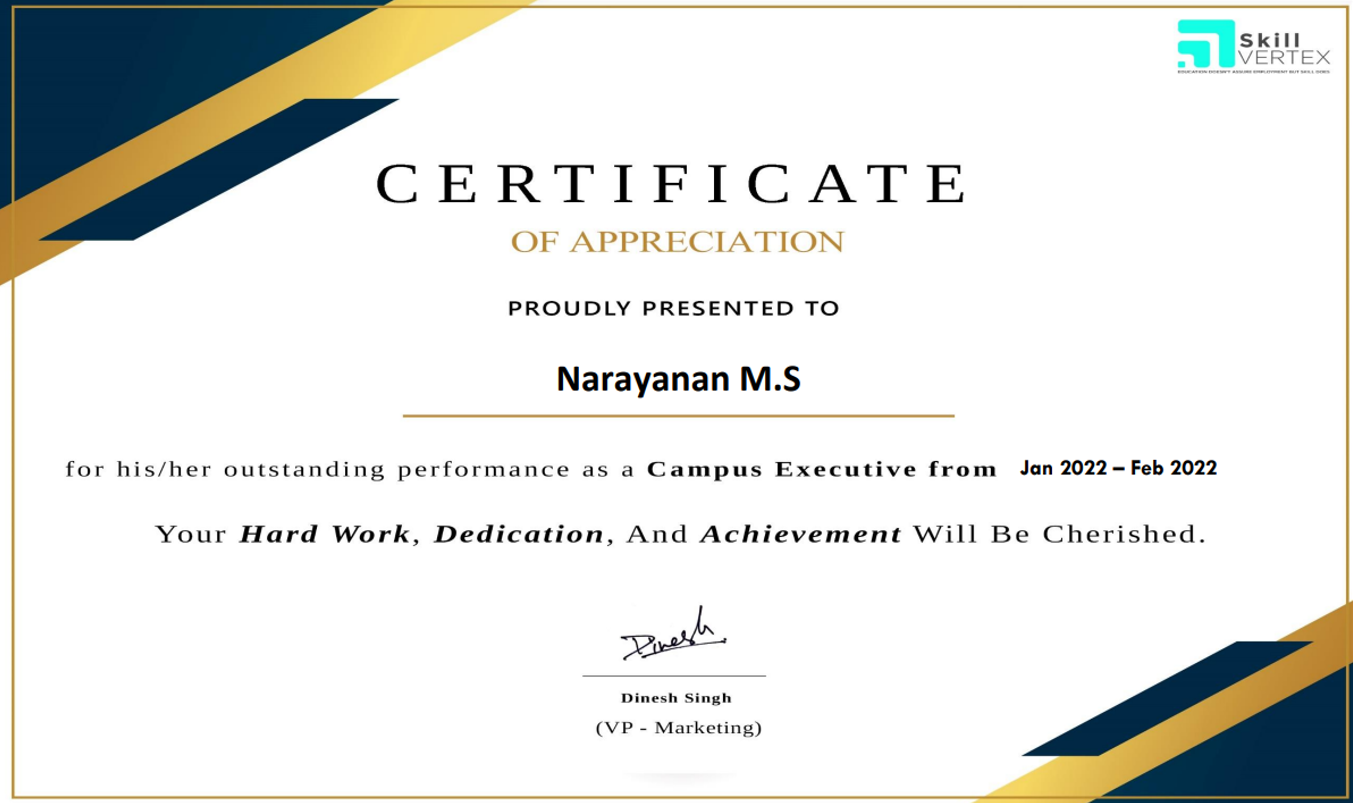 Skill
VERTEX
EDUCATION DOESN'T ASSURE EMPLOYMENT BUT SKILL DOES
CERTIFICATE
OF APPRECIATION
PROUDLY PRESENTED TO
Narayanan M.S
for his/her outstanding performance as a Campus Executive from Jan 2022 – Feb 2022
Your Hard Work, Dedication, And Achievement Will Be Cherished.
Dinesh
Dinesh Singh
(VP - Marketing)